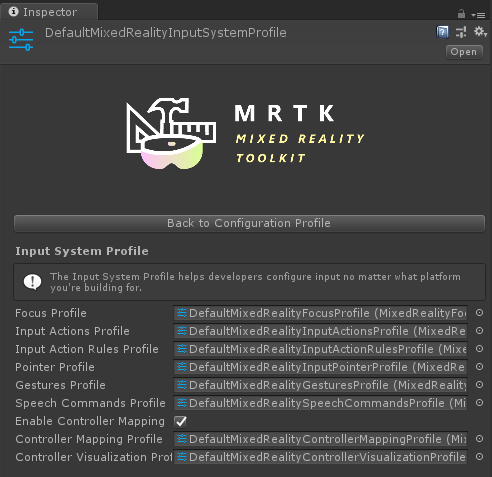 Inspector
DefaultMixedRealityInputSystemProfile
Open
MRTK
MIXED REALITY
TOOLKIT
Back to Configuration Profile
Input System Profile
The Input System Profile helps developers configure input no matter what platform
you're building for.
Focus Profile DefaultMixedRealityFocusProfile (MixedRealityFoc
Input Actions Profile DefaultMixedRealityInputActionsProfile (MixedRe
Input Action Rules Profile DefaultMixedRealityInputActionRulesProfile (Mixe
Pointer Profile DefaultMixedRealityInputPointerProfile (MixedRe
Gestures Profile DefaultMixedRealityGesturesProfile (MixedReality
Speech Commands Profile DefaultMixedRealitySpeechCommandsProfile (Mi
Enable Controller Mapping
Controller Mapping Profile DefaultMixedRealityControllerMappingProfile (Mix
Controller Visualization Prof DefaultMixedRealityControllerVisualizationProfile